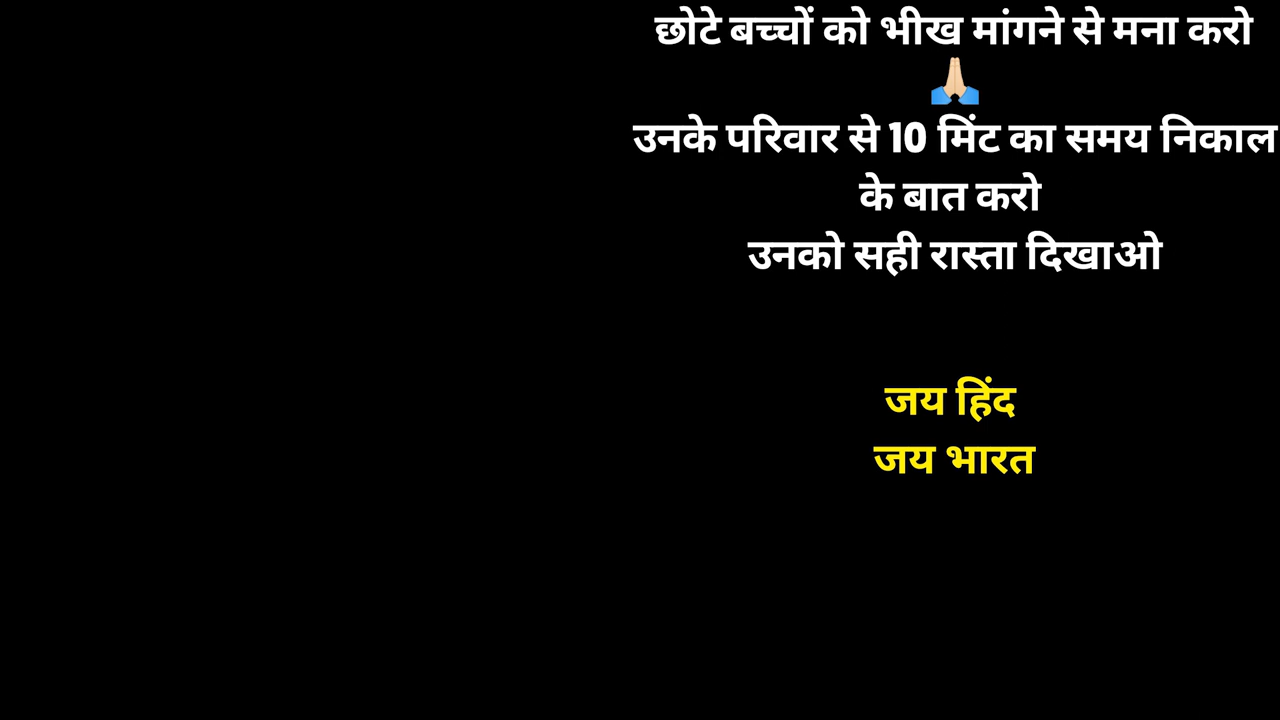 छोटे बच्चों को भीख मांगने से मना करो
🙏🏻
उनके परिवार से 10 मिंट का समय निकाल
के बात करो
उनको सही रास्ता दिखाओ
जय हिंद
जय भारत